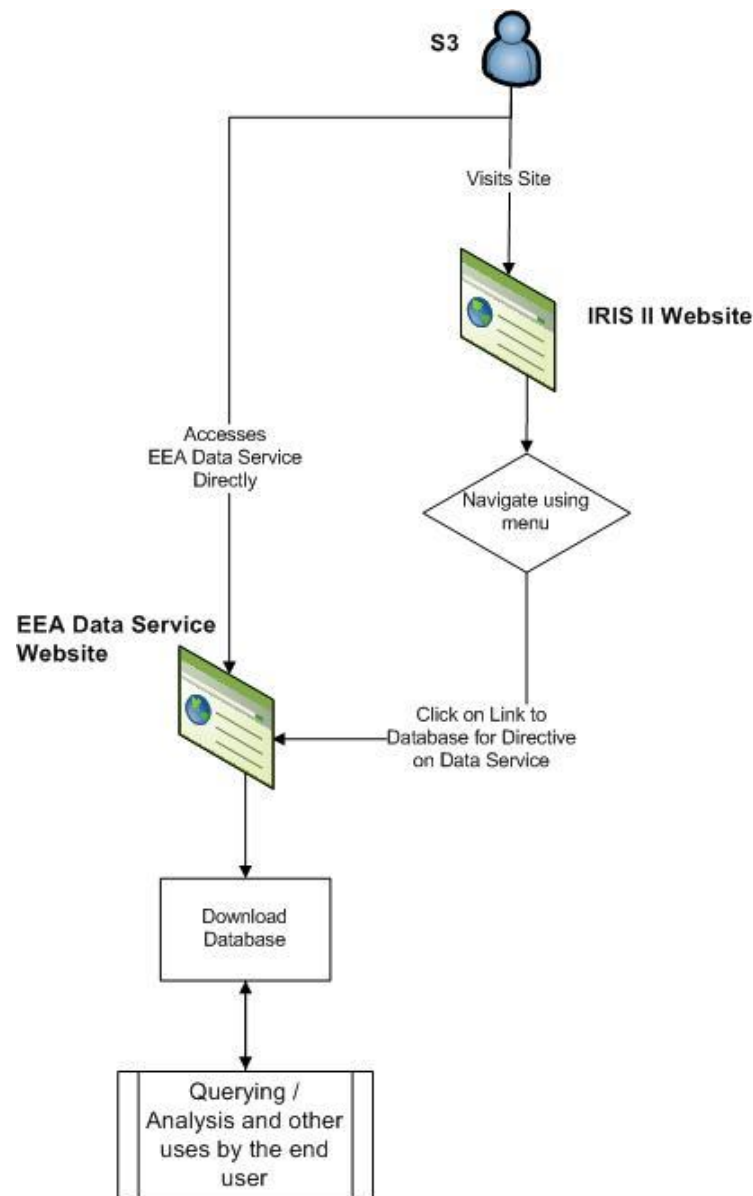 S3
Visits Site
IRIS II Website
Accesses
EEA Data Service
Directly
Navigate using
menu
EEA Data Service
Website
Click on Link to
Database for Directive
on Data Service
Download
Database
Querying /
Analysis and other
uses by the end
user